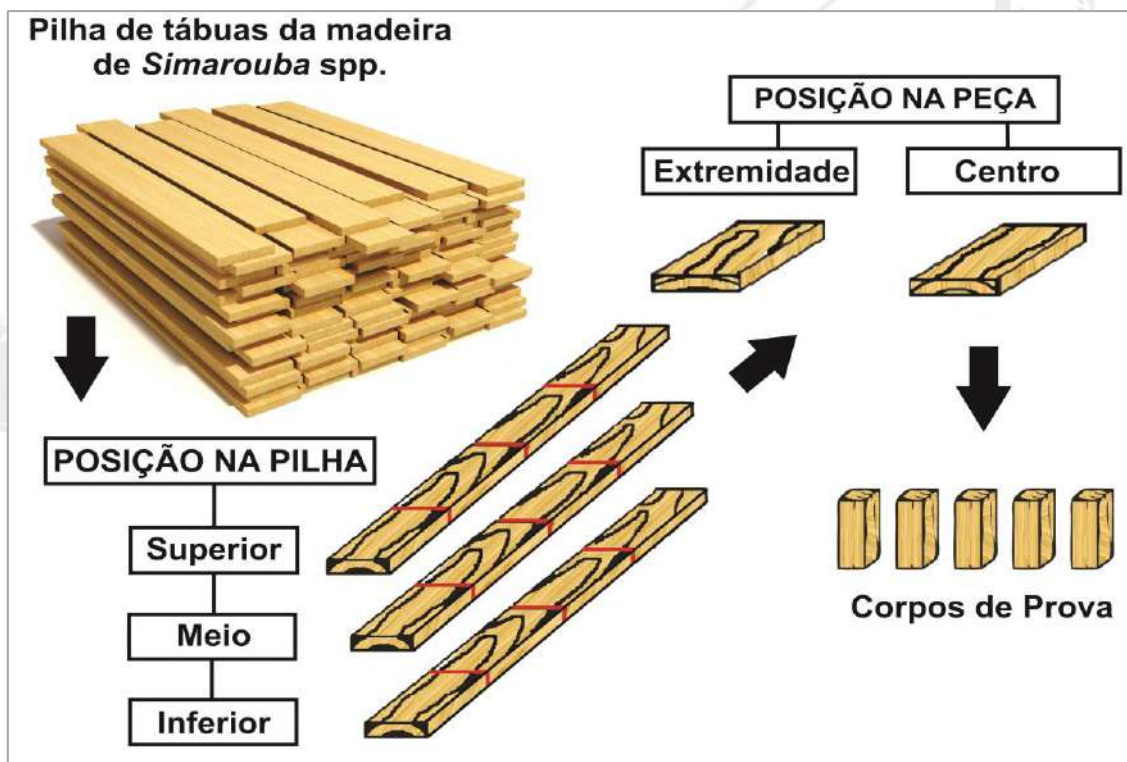 Pilha de tábuas da madeira
de Simarouba spp.
POSIÇÃO NA PILHA
Superior
Meio
Inferior
POSIÇÃO NA PEÇA
Extremidade
Centro
Corpos de Prova